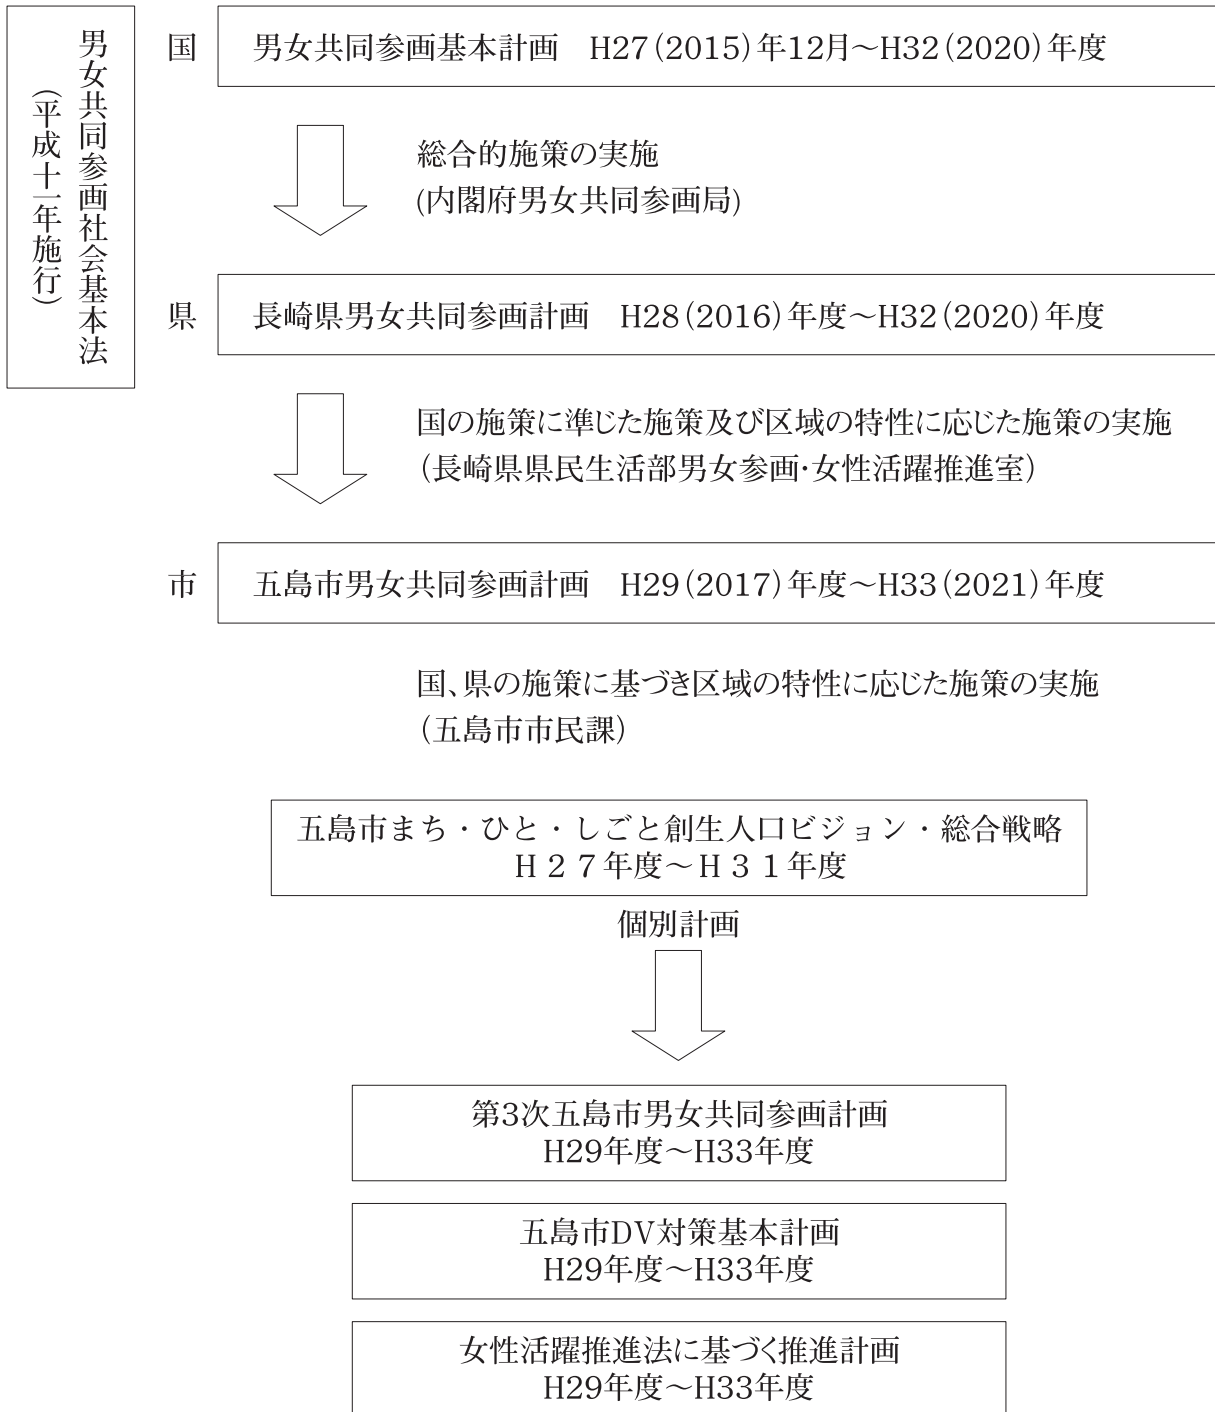 男女共同参画社会基本法
(平成十一年施行)
国
男女共同参画基本計画　H27(2015)年12月～H32(2020)年度
総合的施策の実施
(内閣府男女共同参画局)
県
長崎県男女共同参画計画　H28(2016)年度～H32(2020)年度
国の施策に準じた施策及び区域の特性に応じた施策の実施
(長崎県県民生活部男女参画・女性活躍推進室)
市
五島市男女共同参画計画　H29(2017)年度～H33(2021)年度
国、県の施策に基づき区域の特性に応じた施策の実施
(五島市市民課)
五島市まち・ひと・しごと創生人口ビジョン・総合戦略
H２７年度～H３１年度
個別計画
第3次五島市男女共同参画計画
H29年度～H33年度
五島市DV対策基本計画
H29年度～H33年度
女性活躍推進法に基づく推進計画
H29年度～H33年度